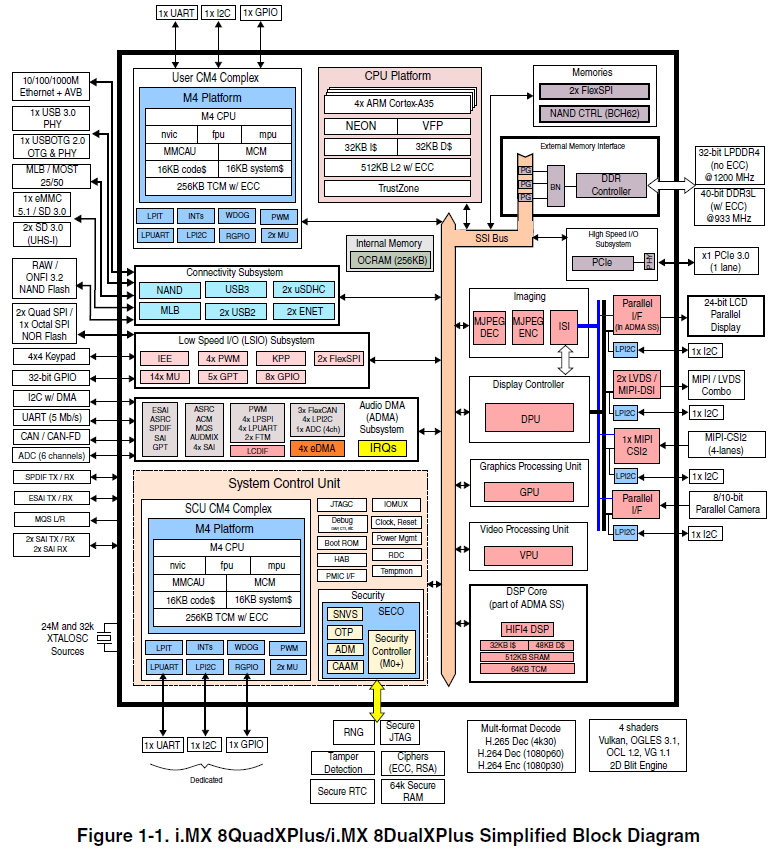 1x UART
1x I2C
1x GPIO
10/100/1000M
Ethernet + AVB
1x USB 3.0
PHY
1x USBOTG 2.0
OTG & PHY
MLB / MOST
25/50
1x eMMC
5.1 / SD 3.0
2x SD 3.0
(UHS-I)
RAW /
ONFI 3.2
NAND Flash
2x Quad SPI /
1x Octal SPI
NOR Flash
4x4 Keypad
32-bit GPIO
I2C w/ DMA
UART (5 Mb/s)
CAN / CAN-FD
ADC (6 channels)
SPDIF TX / RX
ESAI TX / RX
MQS L/R
2x SAI TX / RX
2x SAI RX
24M and 32k
XTALOSC
Sources
User CM4 Complex
M4 Platform
M4 CPU
nvic
fpu
mpu
MMCAU
MCM
16KB code$
16KB system$
256KB TCM w/ ECC
LPIT
INTs
WDOG
PWM
LPUART
LPI2C
RGPIO
2x MU
CPU Platform
4x ARM Cortex-A35
NEON
VFP
32KB I$
32KB D$
512KB L2 w/ ECC
TrustZone
Memories
2x FlexSPI
NAND CTRL (BCH62)
External Memory Interface
PG
PG
PG
BN
DDR
Controller
32-bit LPDDR4
(no ECC)
@1200 MHz
40-bit DDR3L
(w/ ECC)
@933 MHz
Internal Memory
OCRAM (256KB)
SSI Bus
High Speed I/O
Subsystem
PCIe
PHY
x1 PCIe 3.0
(1 lane)
Connectivity Subsystem
NAND
USB3
2x uSDHC
MLB
2x USB2
2x ENET
Low Speed I/O (LSIO) Subsystem
IEE
4x PWM
KPP
2x FlexSPI
14x MU
5x GPT
8x GPIO
ESAI
ASRC
SPDIF
SAI
GPT
ASRC
ACM
MQS
AUDMIX
4x SAI
PWM
4x LPSPI
4x LPUART
2x FTM
LCDIF
3x FlexCAN
4x LPI2C
1x ADC (4ch)
4x eDMA
Audio DMA
(ADMA)
Subsystem
IRQs
Imaging
MJPEG
DEC
MJPEG
ENC
ISI
Display Controller
DPU
Graphics Processing Unit
GPU
Video Processing Unit
VPU
DSP Core
(part of ADMA SS)
HIFI4 DSP
32KB I$
48KB D$
512KB SRAM
64KB TCM
Parallel
I/F
(in ADMA SS)
LPI2C
24-bit LCD
Parallel
Display
1x I2C
2x LVDS /
MIPI-DSI
LPI2C
MIPI / LVDS
Combo
1x I2C
1x MIPI
CSI2
LPI2C
MIPI-CSI2
(4-lanes)
1x I2C
Parallel
I/F
LPI2C
8/10-bit
Parallel Camera
1x I2C
System Control Unit
SCU CM4 Complex
M4 Platform
M4 CPU
nvic
fpu
mpu
MMCAU
MCM
16KB code$
16KB system$
256KB TCM w/ ECC
LPIT
INTs
WDOG
PWM
LPUART
LPI2C
RGPIO
2x MU
JTAGC
IOMUX
Debug
Clock, Reset
Boot ROM
Power Mgmt
HAB
RDC
PMIC I/F
Tempmon
Security
SNVS
OTP
ADM
CAAM
SECO
Security
Controller
(M0+)
1x UART
1x I2C
1x GPIO
Dedicated
RNG
Secure
JTAG
Tamper
Detection
Ciphers
(ECC, RSA)
Secure RTC
64k Secure
RAM
Mult-format Decode
H.265 Dec (4k30)
H.264 Dec (1080p60)
H.264 Enc (1080p30)
4 shaders
Vulkan, OGLES 3.1,
OCL 1.2, VG 1.1
2D Blit Engine
Figure 1-1. i.MX 8QuadXPlus/i.MX 8DualXPlus Simplified Block Diagram